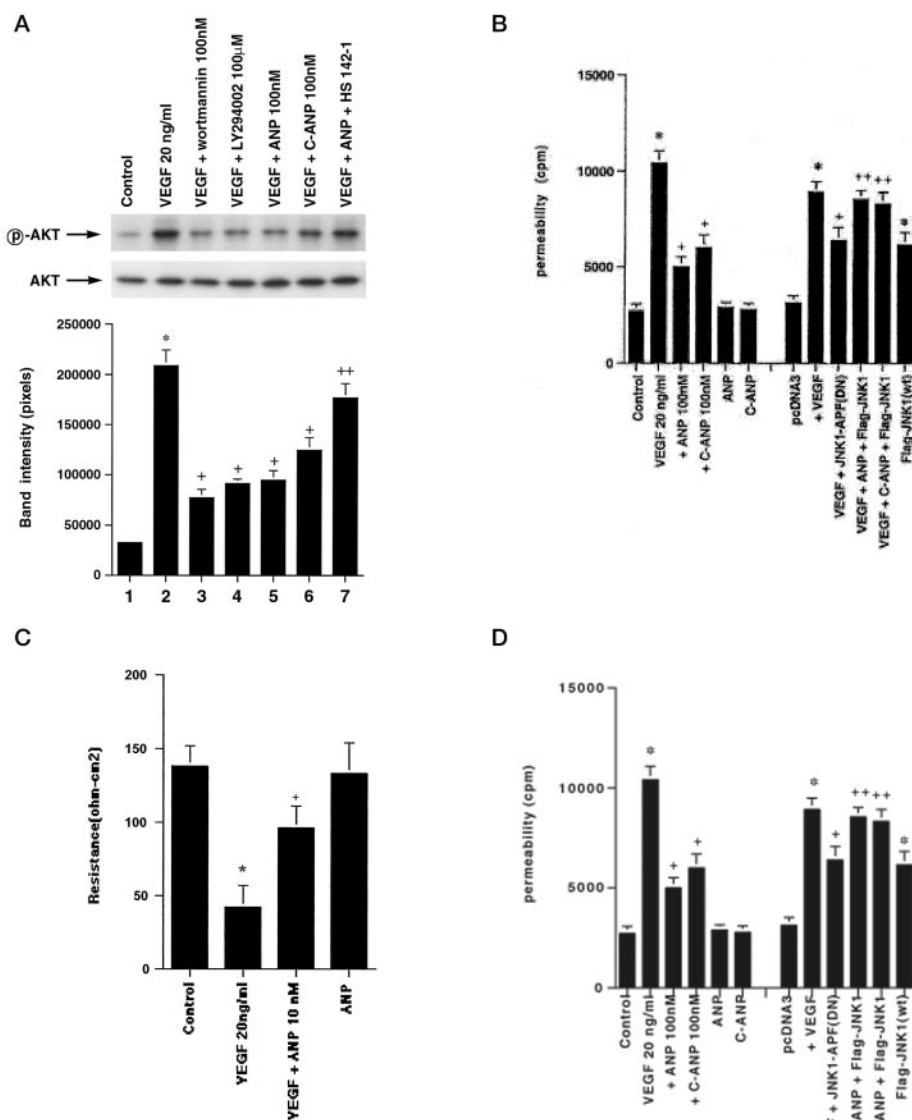 A
Control
VEGF 20 ng/ml
VEGF + wortmannin 100nM
VEGF + LY294002 100µM
VEGF + ANP 100nM
VEGF + C-ANP 100nM
VEGF + ANP + HS 142-1
ⓟ-AKT
AKT
Band intensity (pixels)
250000
200000
150000
100000
50000
0
*
+
+
+
+
++
1 2 3 4 5 6 7
B
permeability (cpm)
15000
10000
5000
0
*
+
+
*
+
++
++
*
Control
VEGF 20 ng/ml
+ ANP 100nM
+ C-ANP 100nM
ANP
C-ANP
pcDNA3
+ VEGF
VEGF + JNK1-APF(DN)
VEGF + ANP + Flag-JNK1
VEGF + C-ANP + Flag-JNK1
Flag-JNK1(wt)
C
Resistance[ohm-cm2)
200
150
100
50
0
*
+
Control
YEGF 20ng/ml
YEGF + ANP 10 nM
ANP
D
permeability (cpm)
15000
10000
5000
0
*
+
+
*
+
++
++
*
Control
VEGF 20 ng/ml
+ ANP 100nM
+ C-ANP 100nM
ANP
C-ANP
pcDNA3
+ VEGF
+ JNK1-APF(DN)
ANP + Flag-JNK1
ANP + Flag-JNK1
Flag-JNK1(wt)